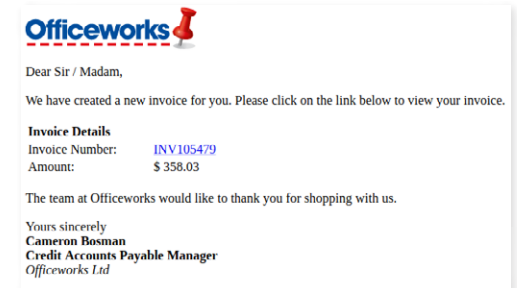 Officeworks
Dear Sir / Madam,
We have created a new invoice for you. Please click on the link below to view your invoice.
Invoice Details
Invoice Number: INV105479
Amount: $ 358.03
The team at Officeworks would like to thank you for shopping with us.
Yours sincerely
Cameron Bosman
Credit Accounts Payable Manager
Officeworks Ltd